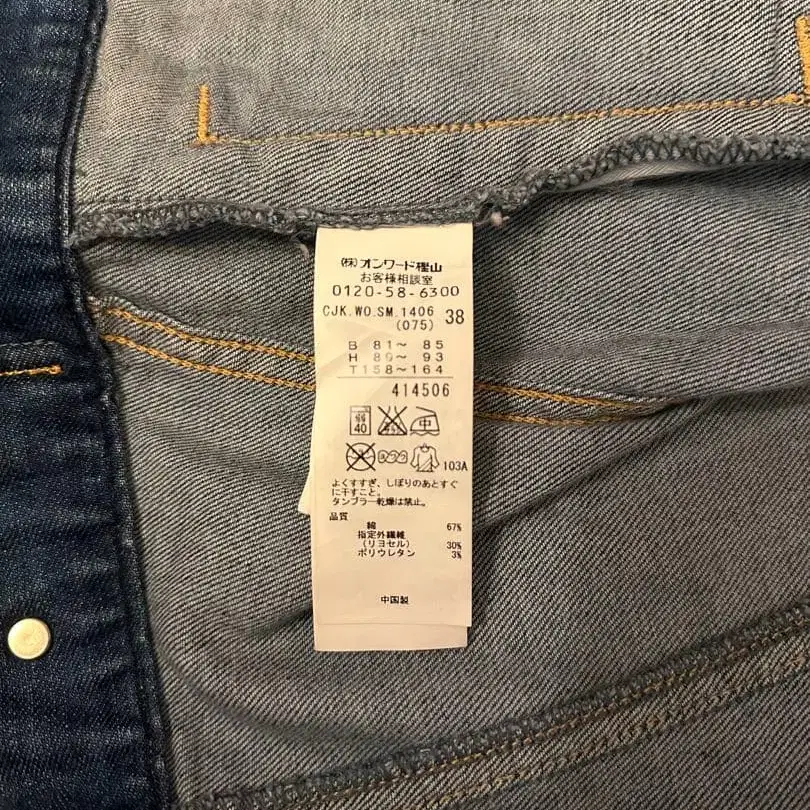 (株)オンワード樫山
お客様相談室
0120-58-6300
CJK.WO.SM.1406 38
(075)
B 81~ 85
H 89~ 93
T158~164
414506
弱 中
40
103A
よくすすぎ、しぼりのあとすぐ
に干すこと。
タンブラー乾燥は禁止。
品質
綿 67%
指定外繊維
(リヨセル) 30%
ポリウレタン 3%
中国製